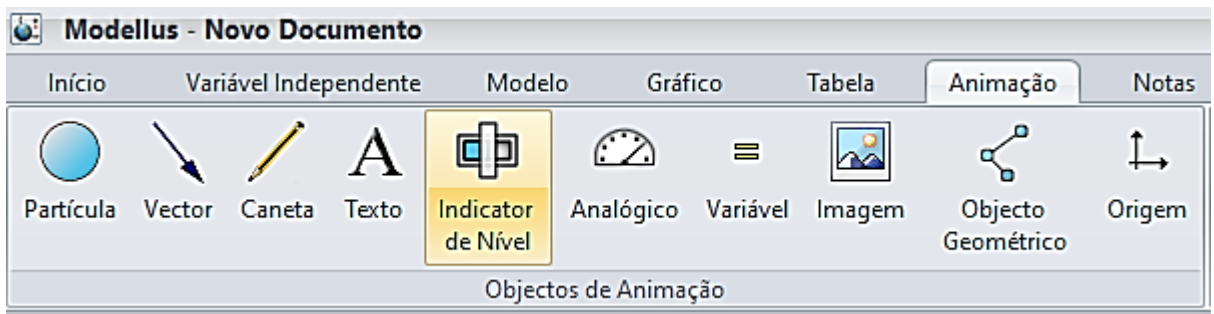 Modellus - Novo Documento
Início Variável Independente Modelo Gráfico Tabela Animação Notas
Partícula Vector Caneta Texto Indicator de Nível Analógico Variável Imagem Objecto Geométrico Origem
Objectos de Animação